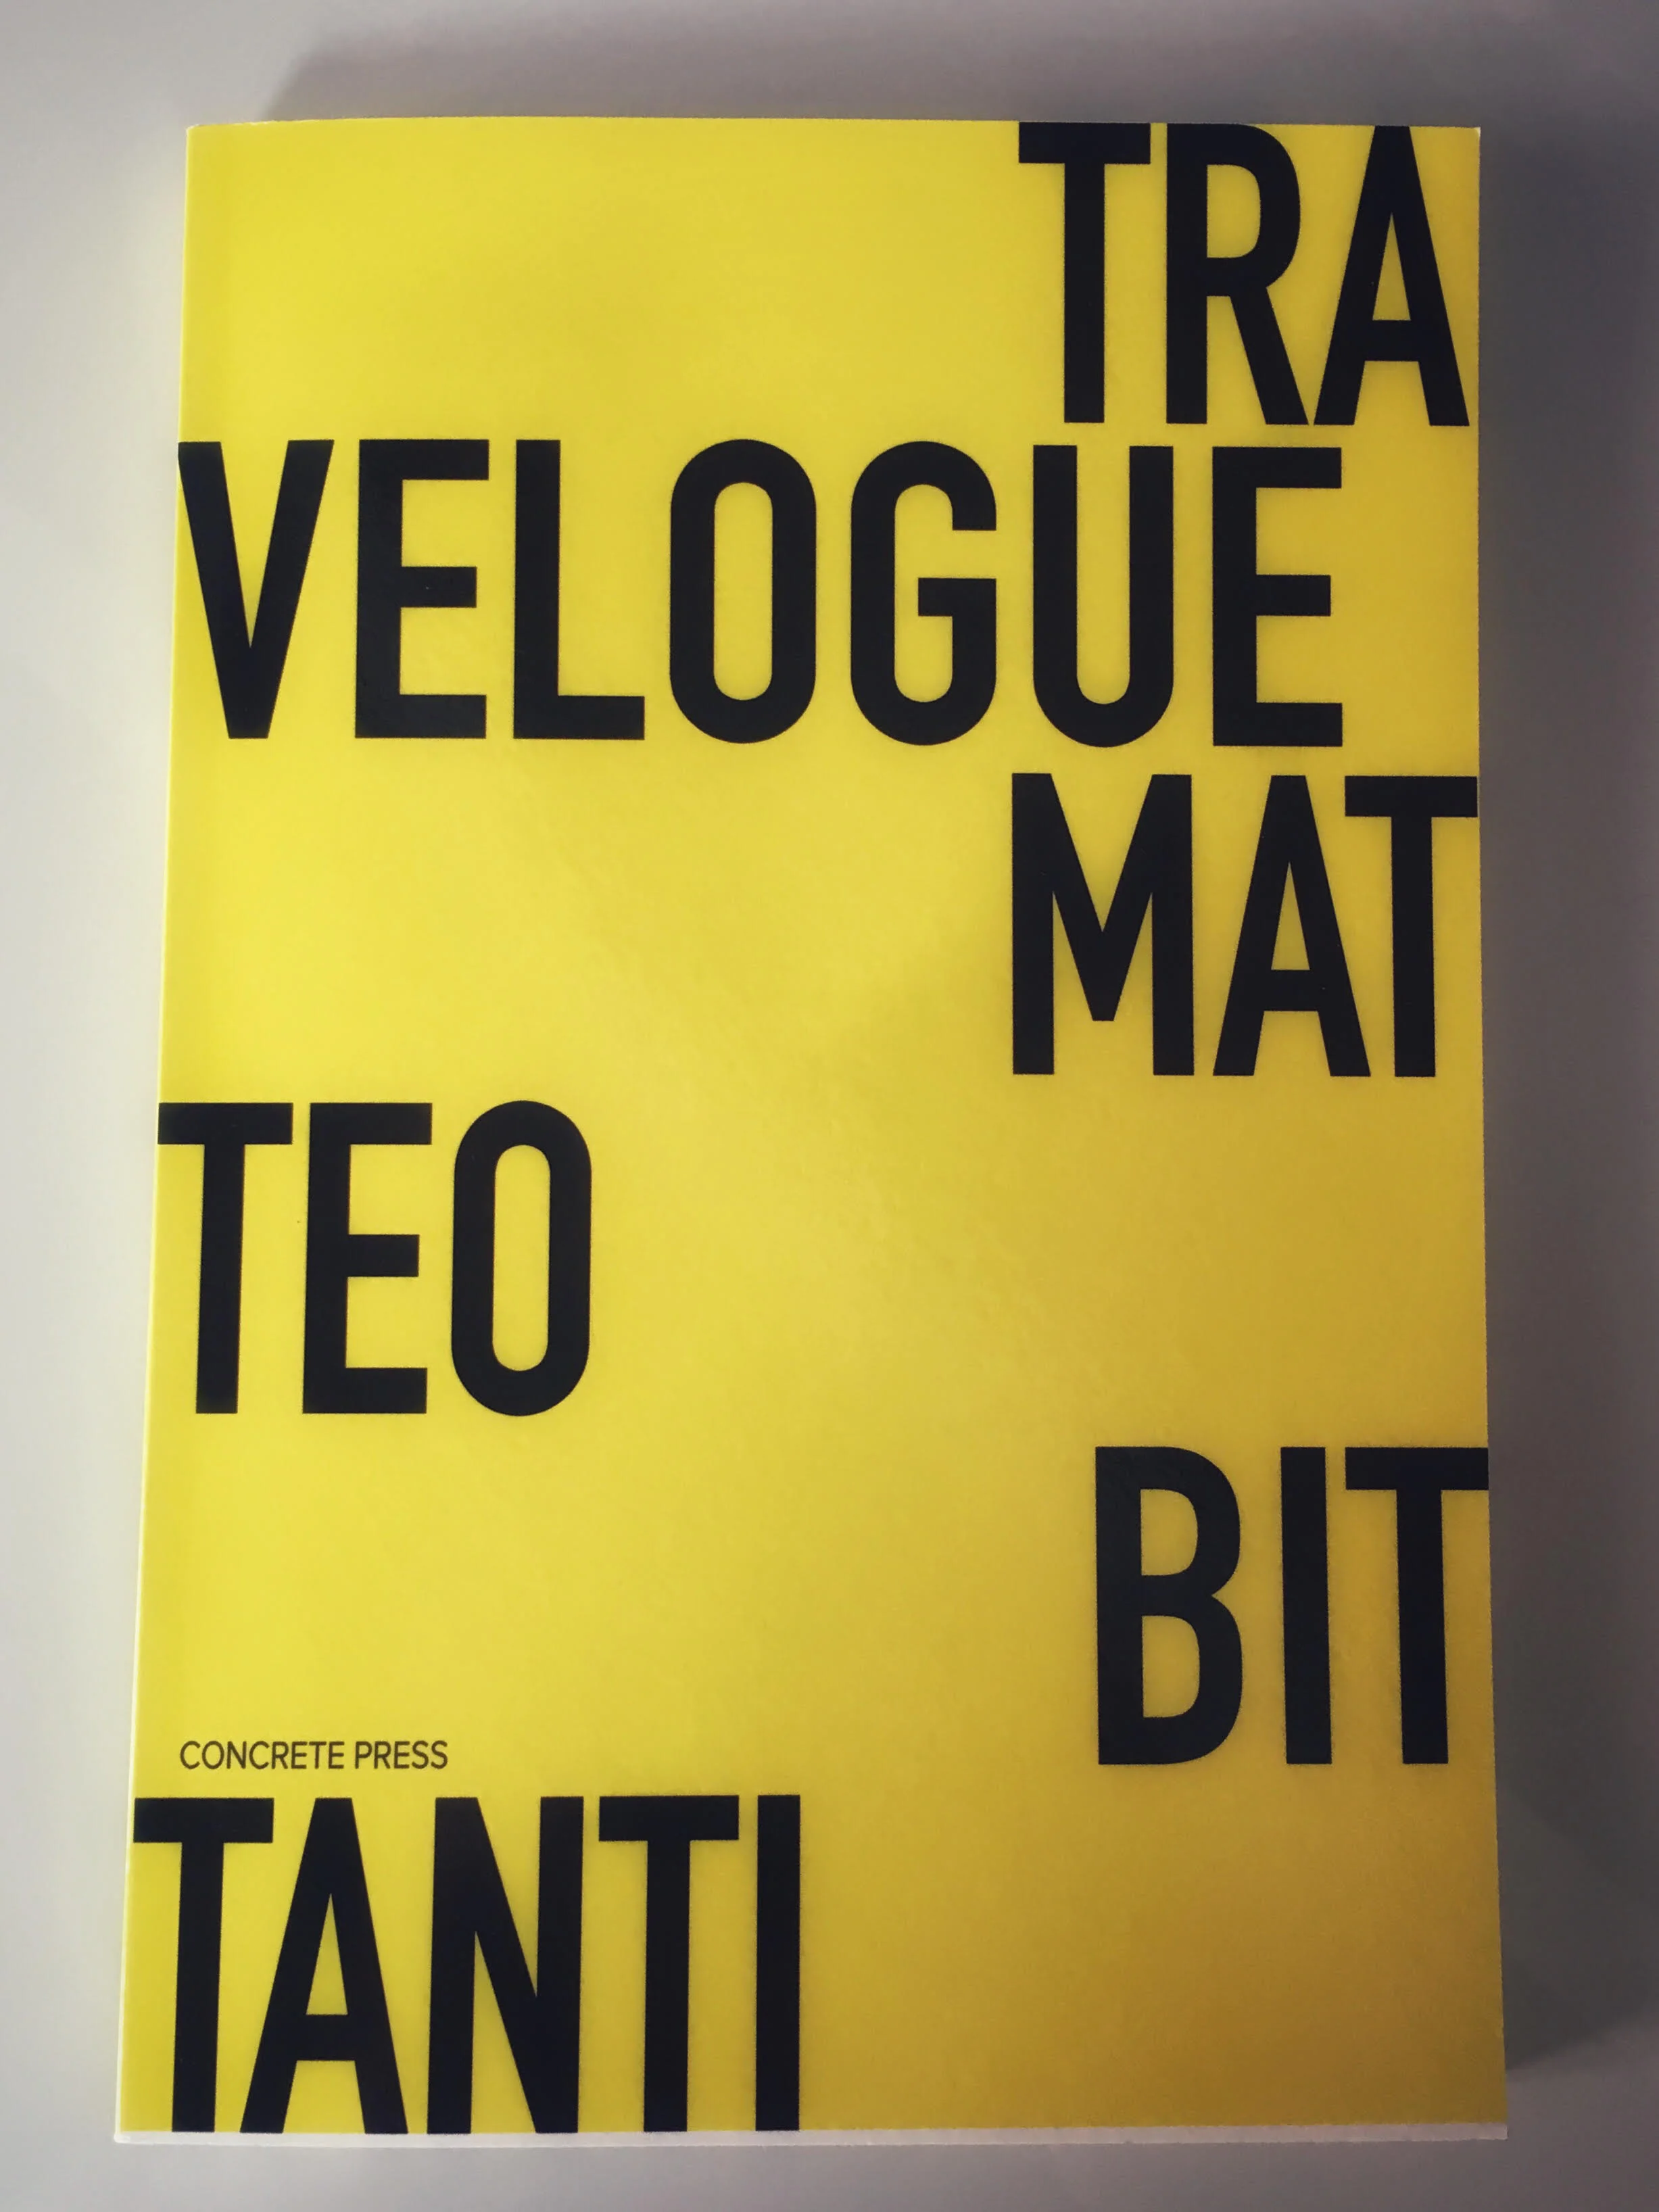 TRA
VELOGUE
MAT
TEO
BIT
CONCRETE PRESS
TANTI